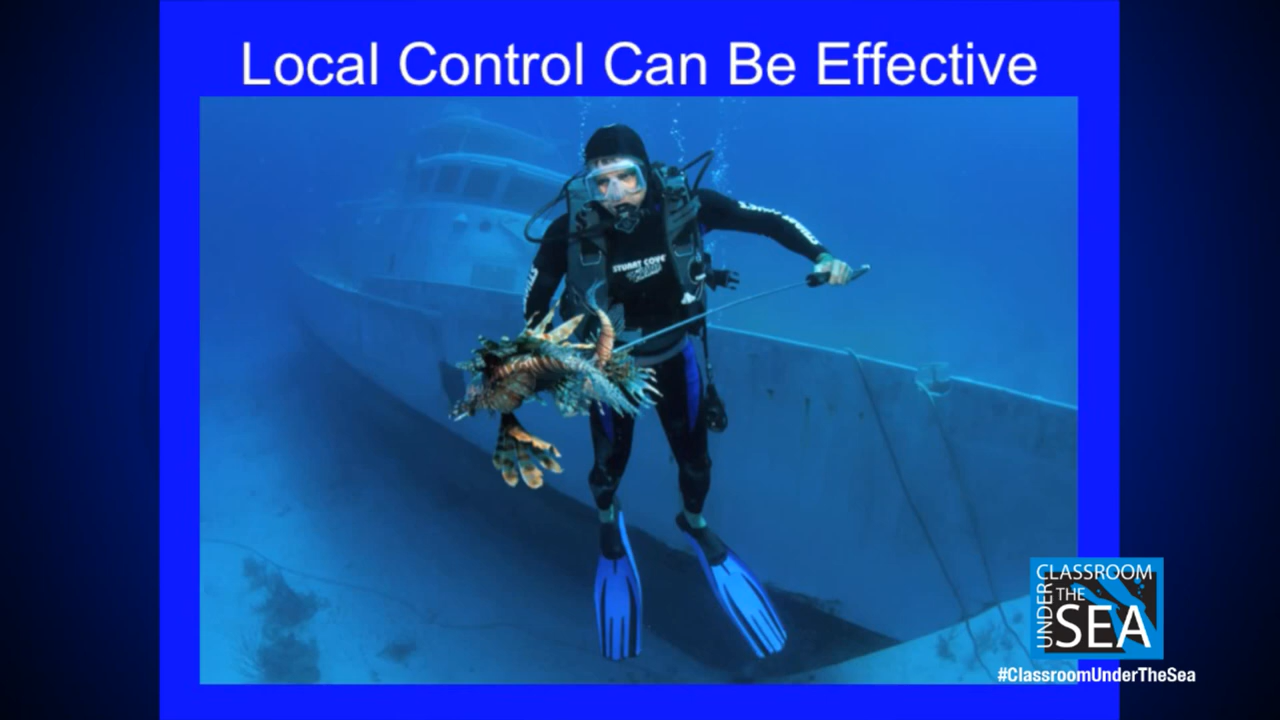 Local Control Can Be Effective
STUART COVE
CLASSROOM
UNDER
THE
SEA
#ClassroomUnderTheSea